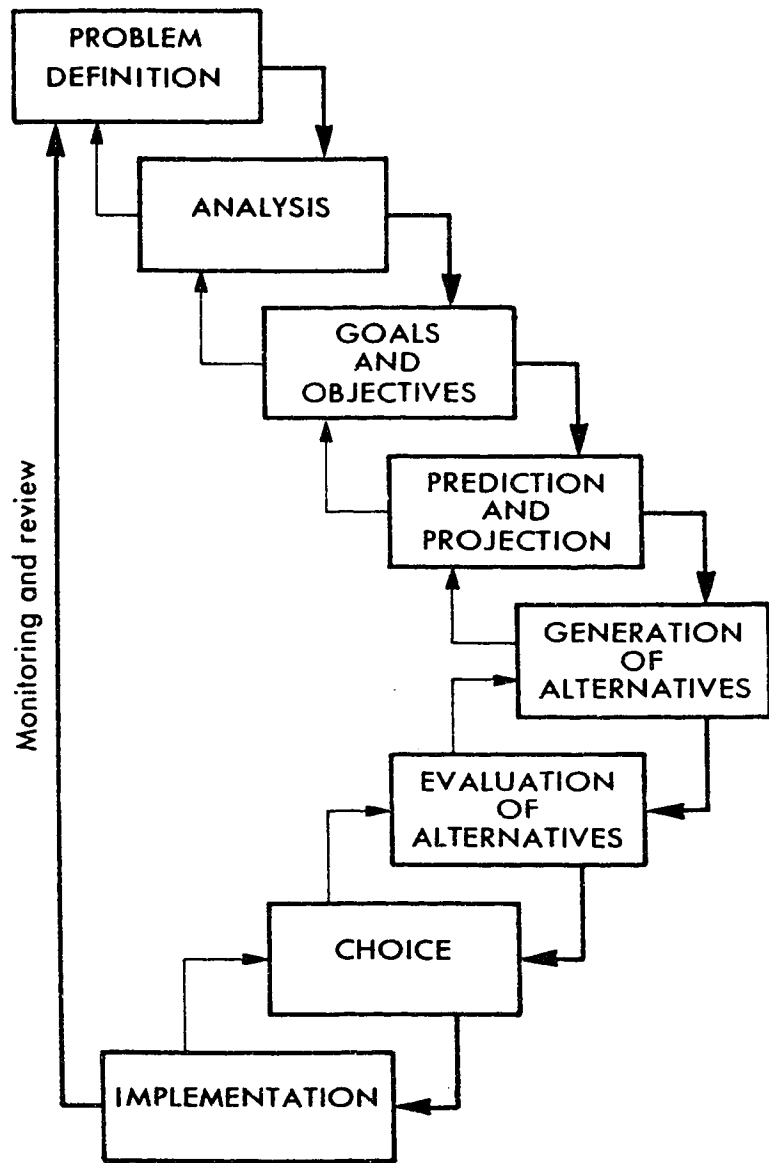 PROBLEM
DEFINITION
ANALYSIS
GOALS
AND
OBJECTIVES
PREDICTION
AND
PROJECTION
GENERATION
OF
ALTERNATIVES
EVALUATION
OF
ALTERNATIVES
CHOICE
IMPLEMENTATION
Monitoring and review